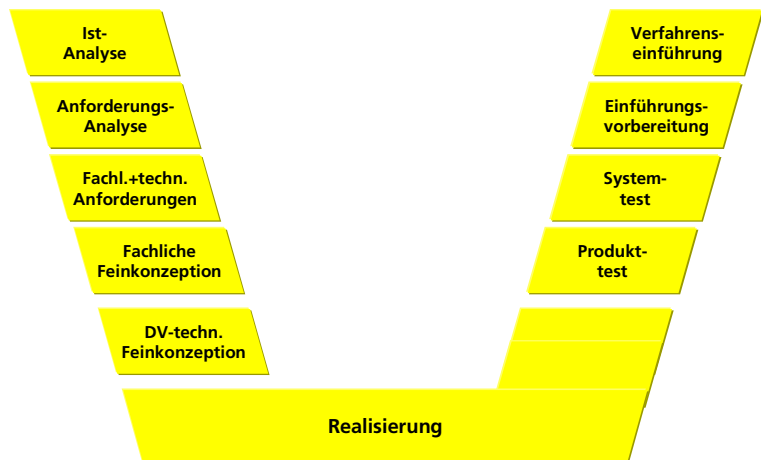 Ist-
Analyse
Anforderungs-
Analyse
Fachl.+techn.
Anforderungen
Fachliche
Feinkonzeption
DV-techn.
Feinkonzeption
Realisierung
Verfahrens-
einführung
Einführungs-
vorbereitung
System-
test
Produkt-
test